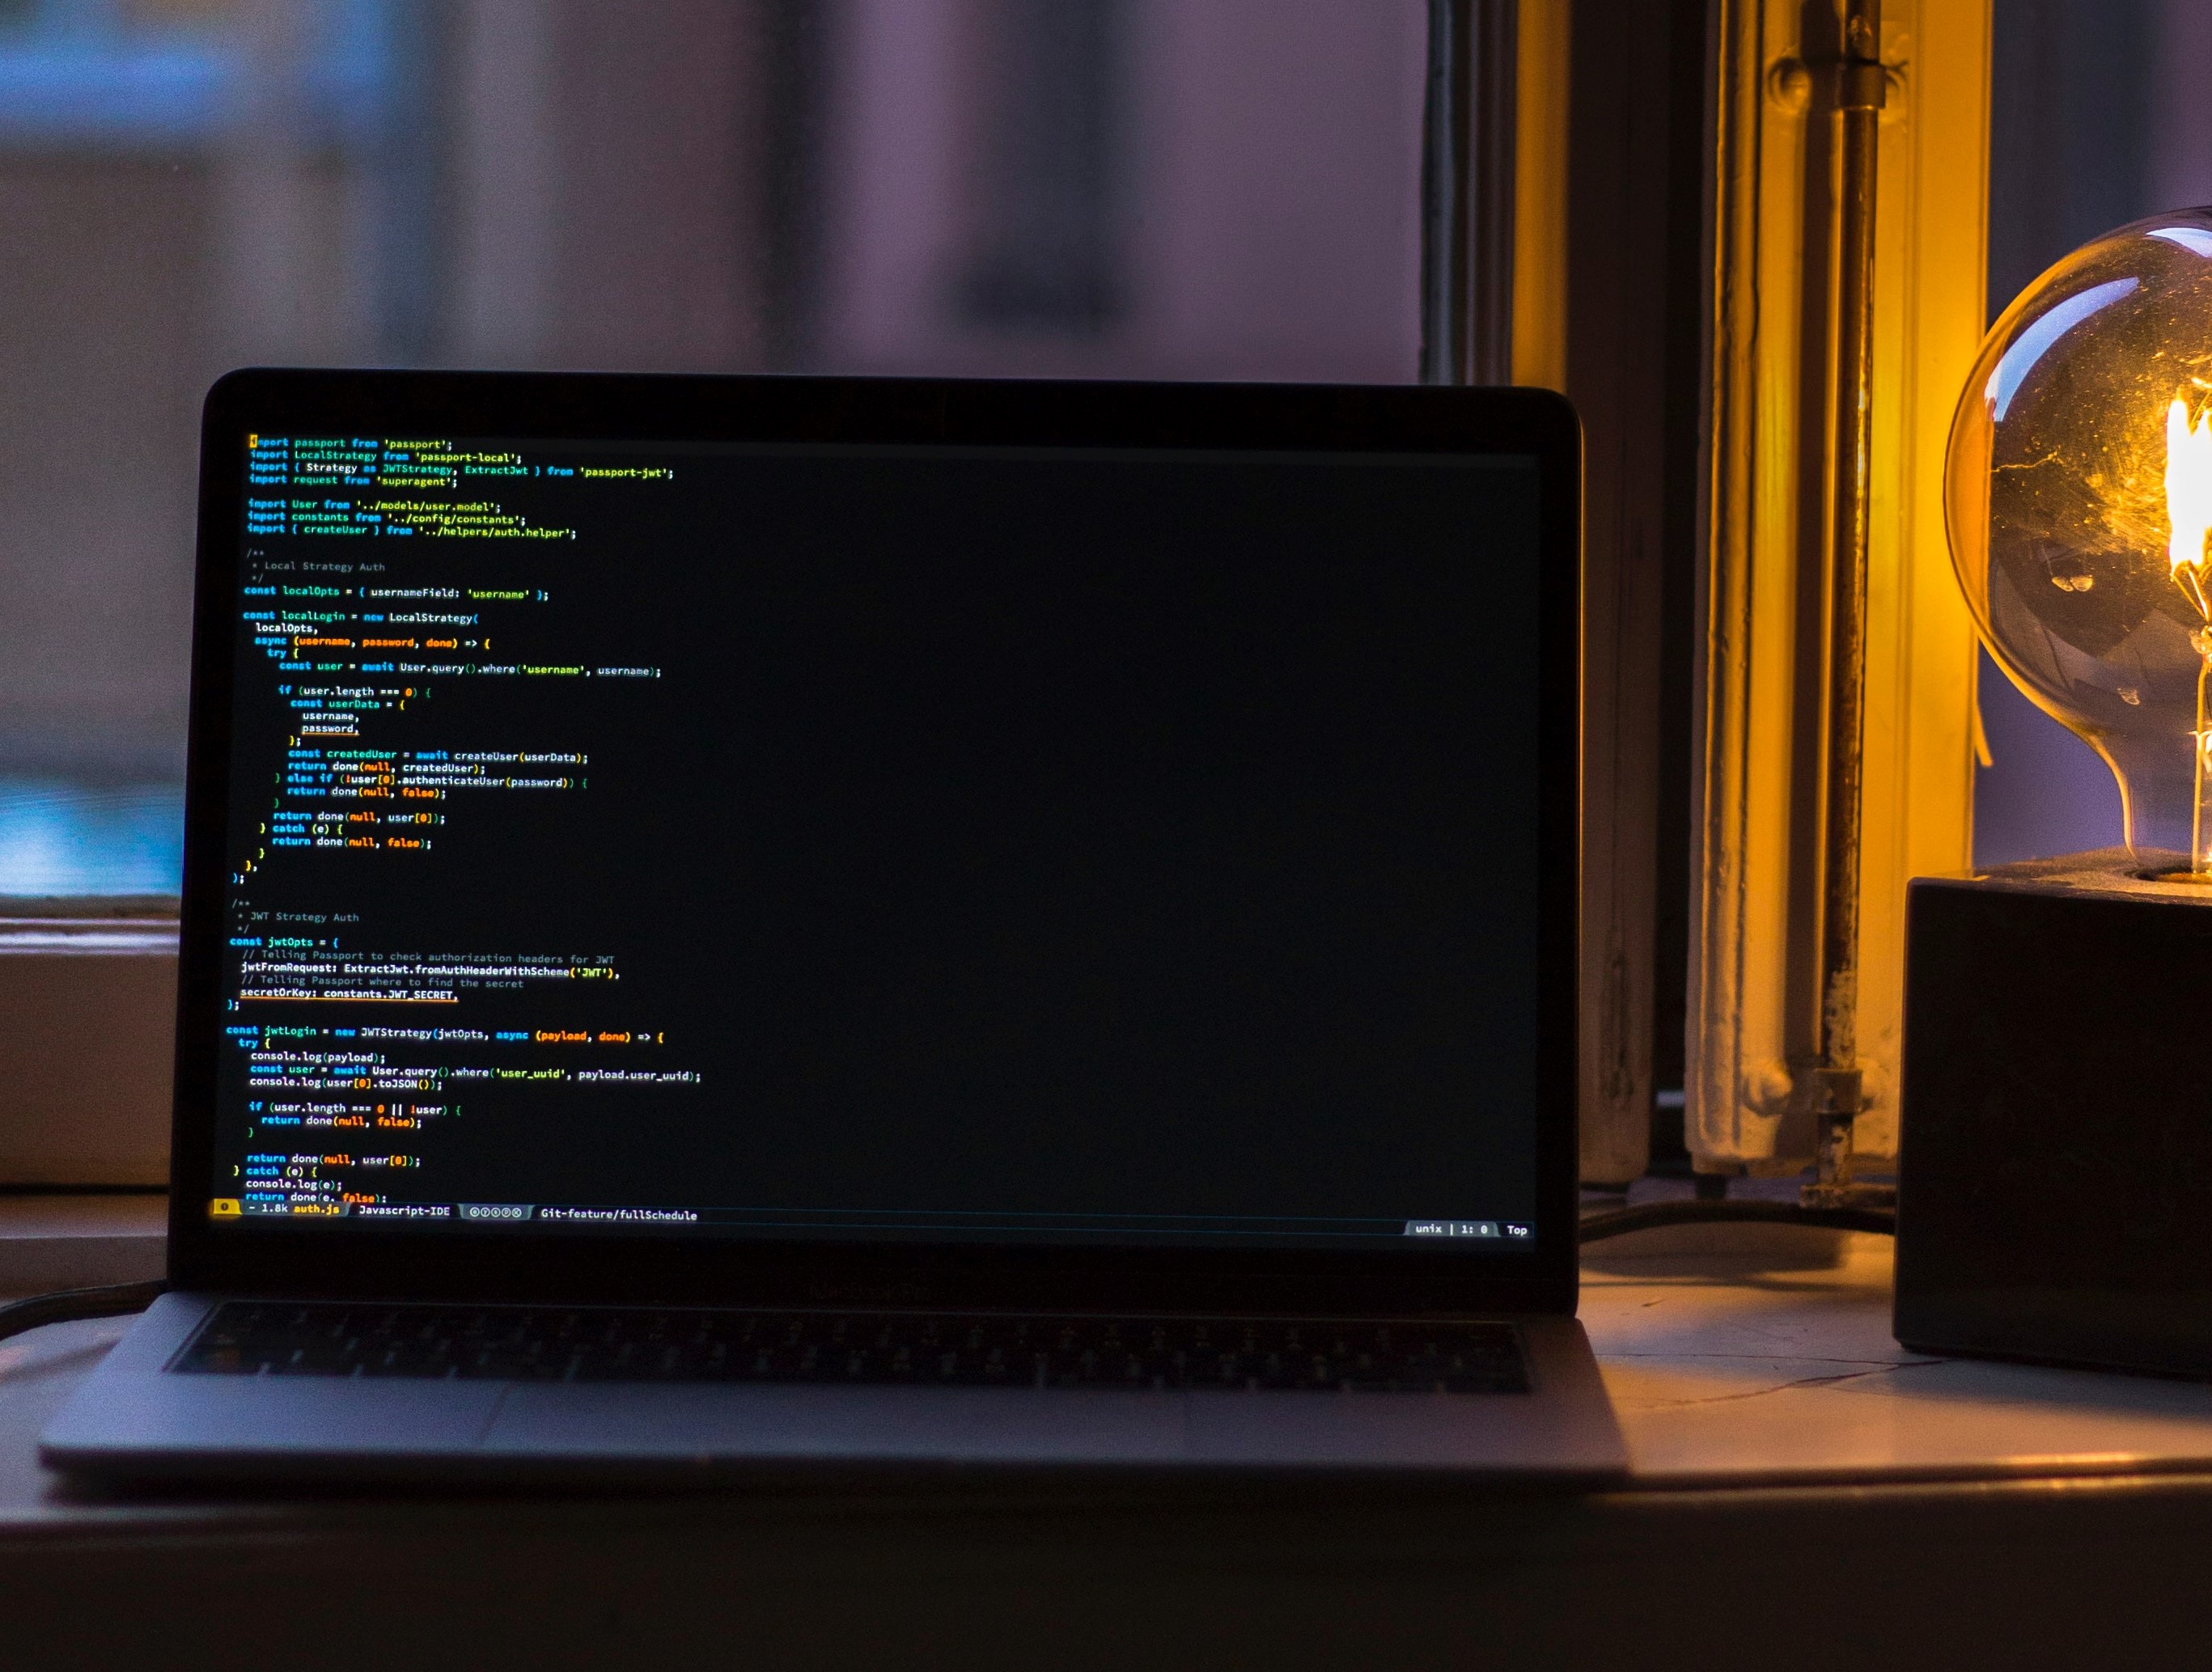 import passport from 'passport';
import LocalStrategy from 'passport-local';
import { Strategy as JWTStrategy, ExtractJwt } from 'passport-jwt';
import request from 'superagent';
import User from '../models/user.model';
import constants from '../config/constants';
import { createUser } from '../helpers/auth.helper';
/**
* Local Strategy Auth
*/
const localOpts = { usernameField: 'username' };
const localLogin = new LocalStrategy(
localOpts,
async (username, password, done) => {
try {
const user = await User.query().where('username', username);
if (user.length === 0) {
const userData = {
username,
password,
};
const createdUser = await createUser(userData);
return done(null, createdUser);
} else if (!user[0].authenticateUser(password)) {
return done(null, false);
}
return done(null, user[0]);
} catch (e) {
return done(null, false);
}
},
);
/**
* JWT Strategy Auth
*/
const jwtOpts = {
// Telling Passport to check authorization headers for JWT
jwtFromRequest: ExtractJwt.fromAuthHeaderWithScheme('JWT'),
// Telling Passport where to find the secret
secretOrKey: constants.JWT_SECRET,
};
const jwtLogin = new JWTStrategy(jwtOpts, async (payload, done) => {
try {
console.log(payload);
const user = await User.query().where('user_uuid', payload.user_uuid);
console.log(user[0].toJSON());
if (user.length === 0 || !user) {
return done(null, false);
}
return done(null, user[0]);
} catch (e) {
console.log(e);
return done(e, false);
- 1.8k auth.js Javascript-IDE Git-feature/fullSchedule unix | 1: 0 Top
MacBook Pro